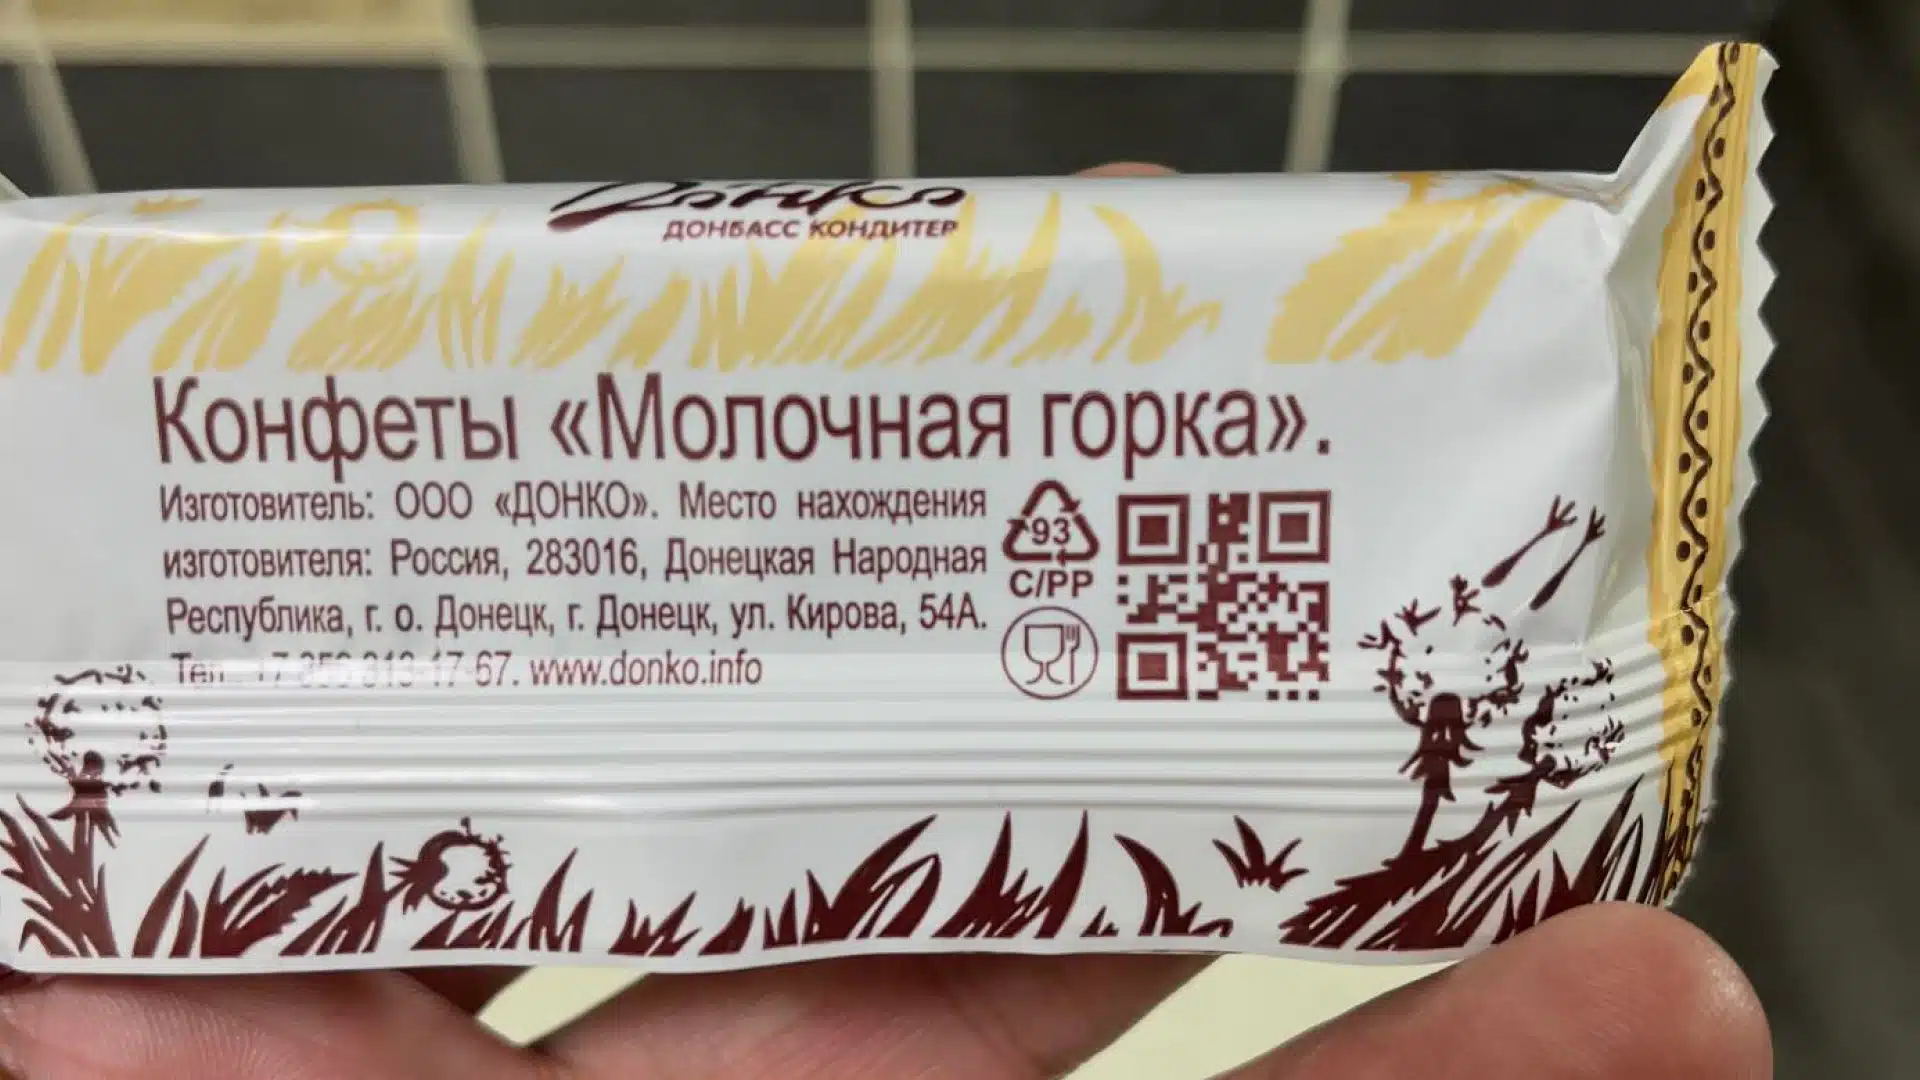 Донко
ДОНБАСС КОНДИТЕР
Конфеты «Молочная горка».
Изготовитель: ООО «ДОНКО». Место нахождения
изготовителя: Россия, 283016, Донецкая Народная
Республика, г. о. Донецк, г. Донецк, ул. Кирова, 54А.
www.donko.info
93
C/PP